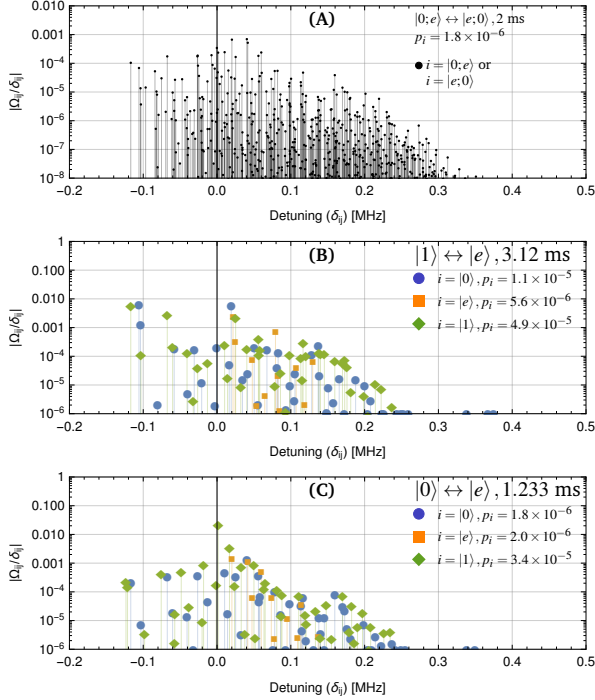 (A)
|0;e⟩ ↔ |e;0⟩, 2 ms
p_i = 1.8 × 10^-6
● i = |0;e⟩ or
i = |e;0⟩
|Ω_ij/δ_ij|
10^-3
10^-4
10^-5
10^-6
10^-7
10^-8
-0.2 -0.1 0.0 0.1 0.2 0.3 0.4 0.5
Detuning (δ_ij) [MHz]
(B)
|1⟩ ↔ |e⟩, 3.12 ms
i = |0⟩, p_i = 1.1 × 10^-5
i = |e⟩, p_i = 5.6 × 10^-6
i = |1⟩, p_i = 4.9 × 10^-5
|Ω_ij/δ_ij|
1
0.100
0.010
0.001
10^-4
10^-5
10^-6
-0.2 -0.1 0.0 0.1 0.2 0.3 0.4 0.5
Detuning (δ_ij) [MHz]
(C)
|0⟩ ↔ |e⟩, 1.233 ms
i = |0⟩, p_i = 1.8 × 10^-6
i = |e⟩, p_i = 2.0 × 10^-6
i = |1⟩, p_i = 3.4 × 10^-5
|Ω_ij/δ_ij|
1
0.100
0.010
0.001
10^-4
10^-5
10^-6
-0.2 -0.1 0.0 0.1 0.2 0.3 0.4 0.5
Detuning (δ_ij) [MHz]